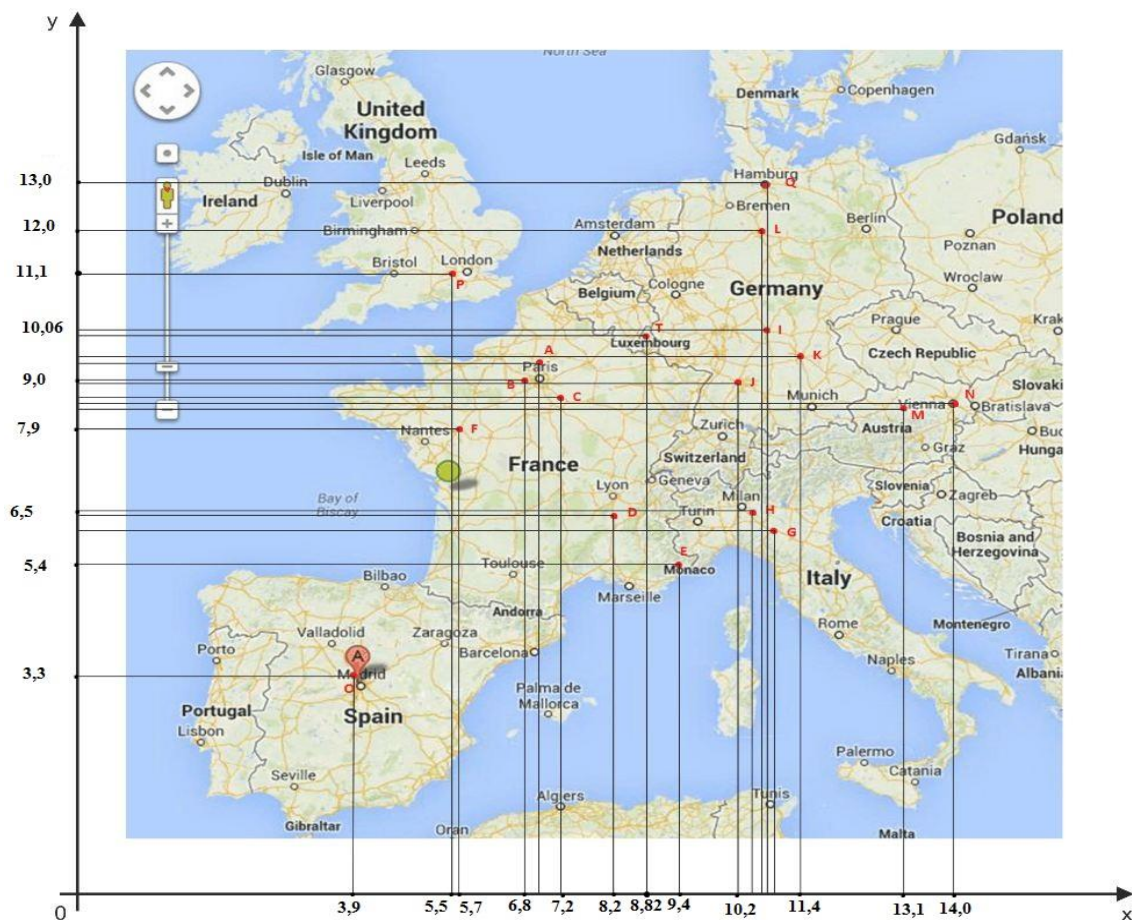 y
North Sea
Glasgow
United
Kingdom
Denmark
Copenhagen
Isle of Man
Leeds
Gdańsk
13,0
Dublin
Ireland
Liverpool
Hamburg
Q
Bremen
Berlin
Poland
12,0
Birmingham
Amsterdam
L
Netherlands
Poznan
11,1
Bristol
London
P
Belgium
Cologne
Germany
Wroclaw
10,06
T
Luxembourg
I
Prague
Krak
A
Paris
K
Czech Republic
9,0
B
C
J
Munich
Vienna
N
Slovaki
Bratislava
M
Austria
7,9
Nantes
F
Zurich
Switzerland
Graz
Bud
Hunga
France
Geneva
Slovenia
Zagreb
Bay of
Biscay
Lyon
Milan
6,5
D
Turin
H
G
Croatia
Bosnia and
Herzegovina
5,4
Toulouse
E
Monaco
Italy
Bilbao
Marseille
Andorra
Montenegro
Valladolid
Zaragoza
Rome
Porto
Barcelona
Tirana
Naples
Albani
A
3,3
Madrid
O
Palma de
Mallorca
Portugal
Spain
Lisbon
Palermo
Catania
Seville
Algiers
Tunis
Gibraltar
Oran
Malta
0
3,9
5,5
5,7
6,8
7,2
8,2
8,82
9,4
10,2
11,4
13,1
14,0
x